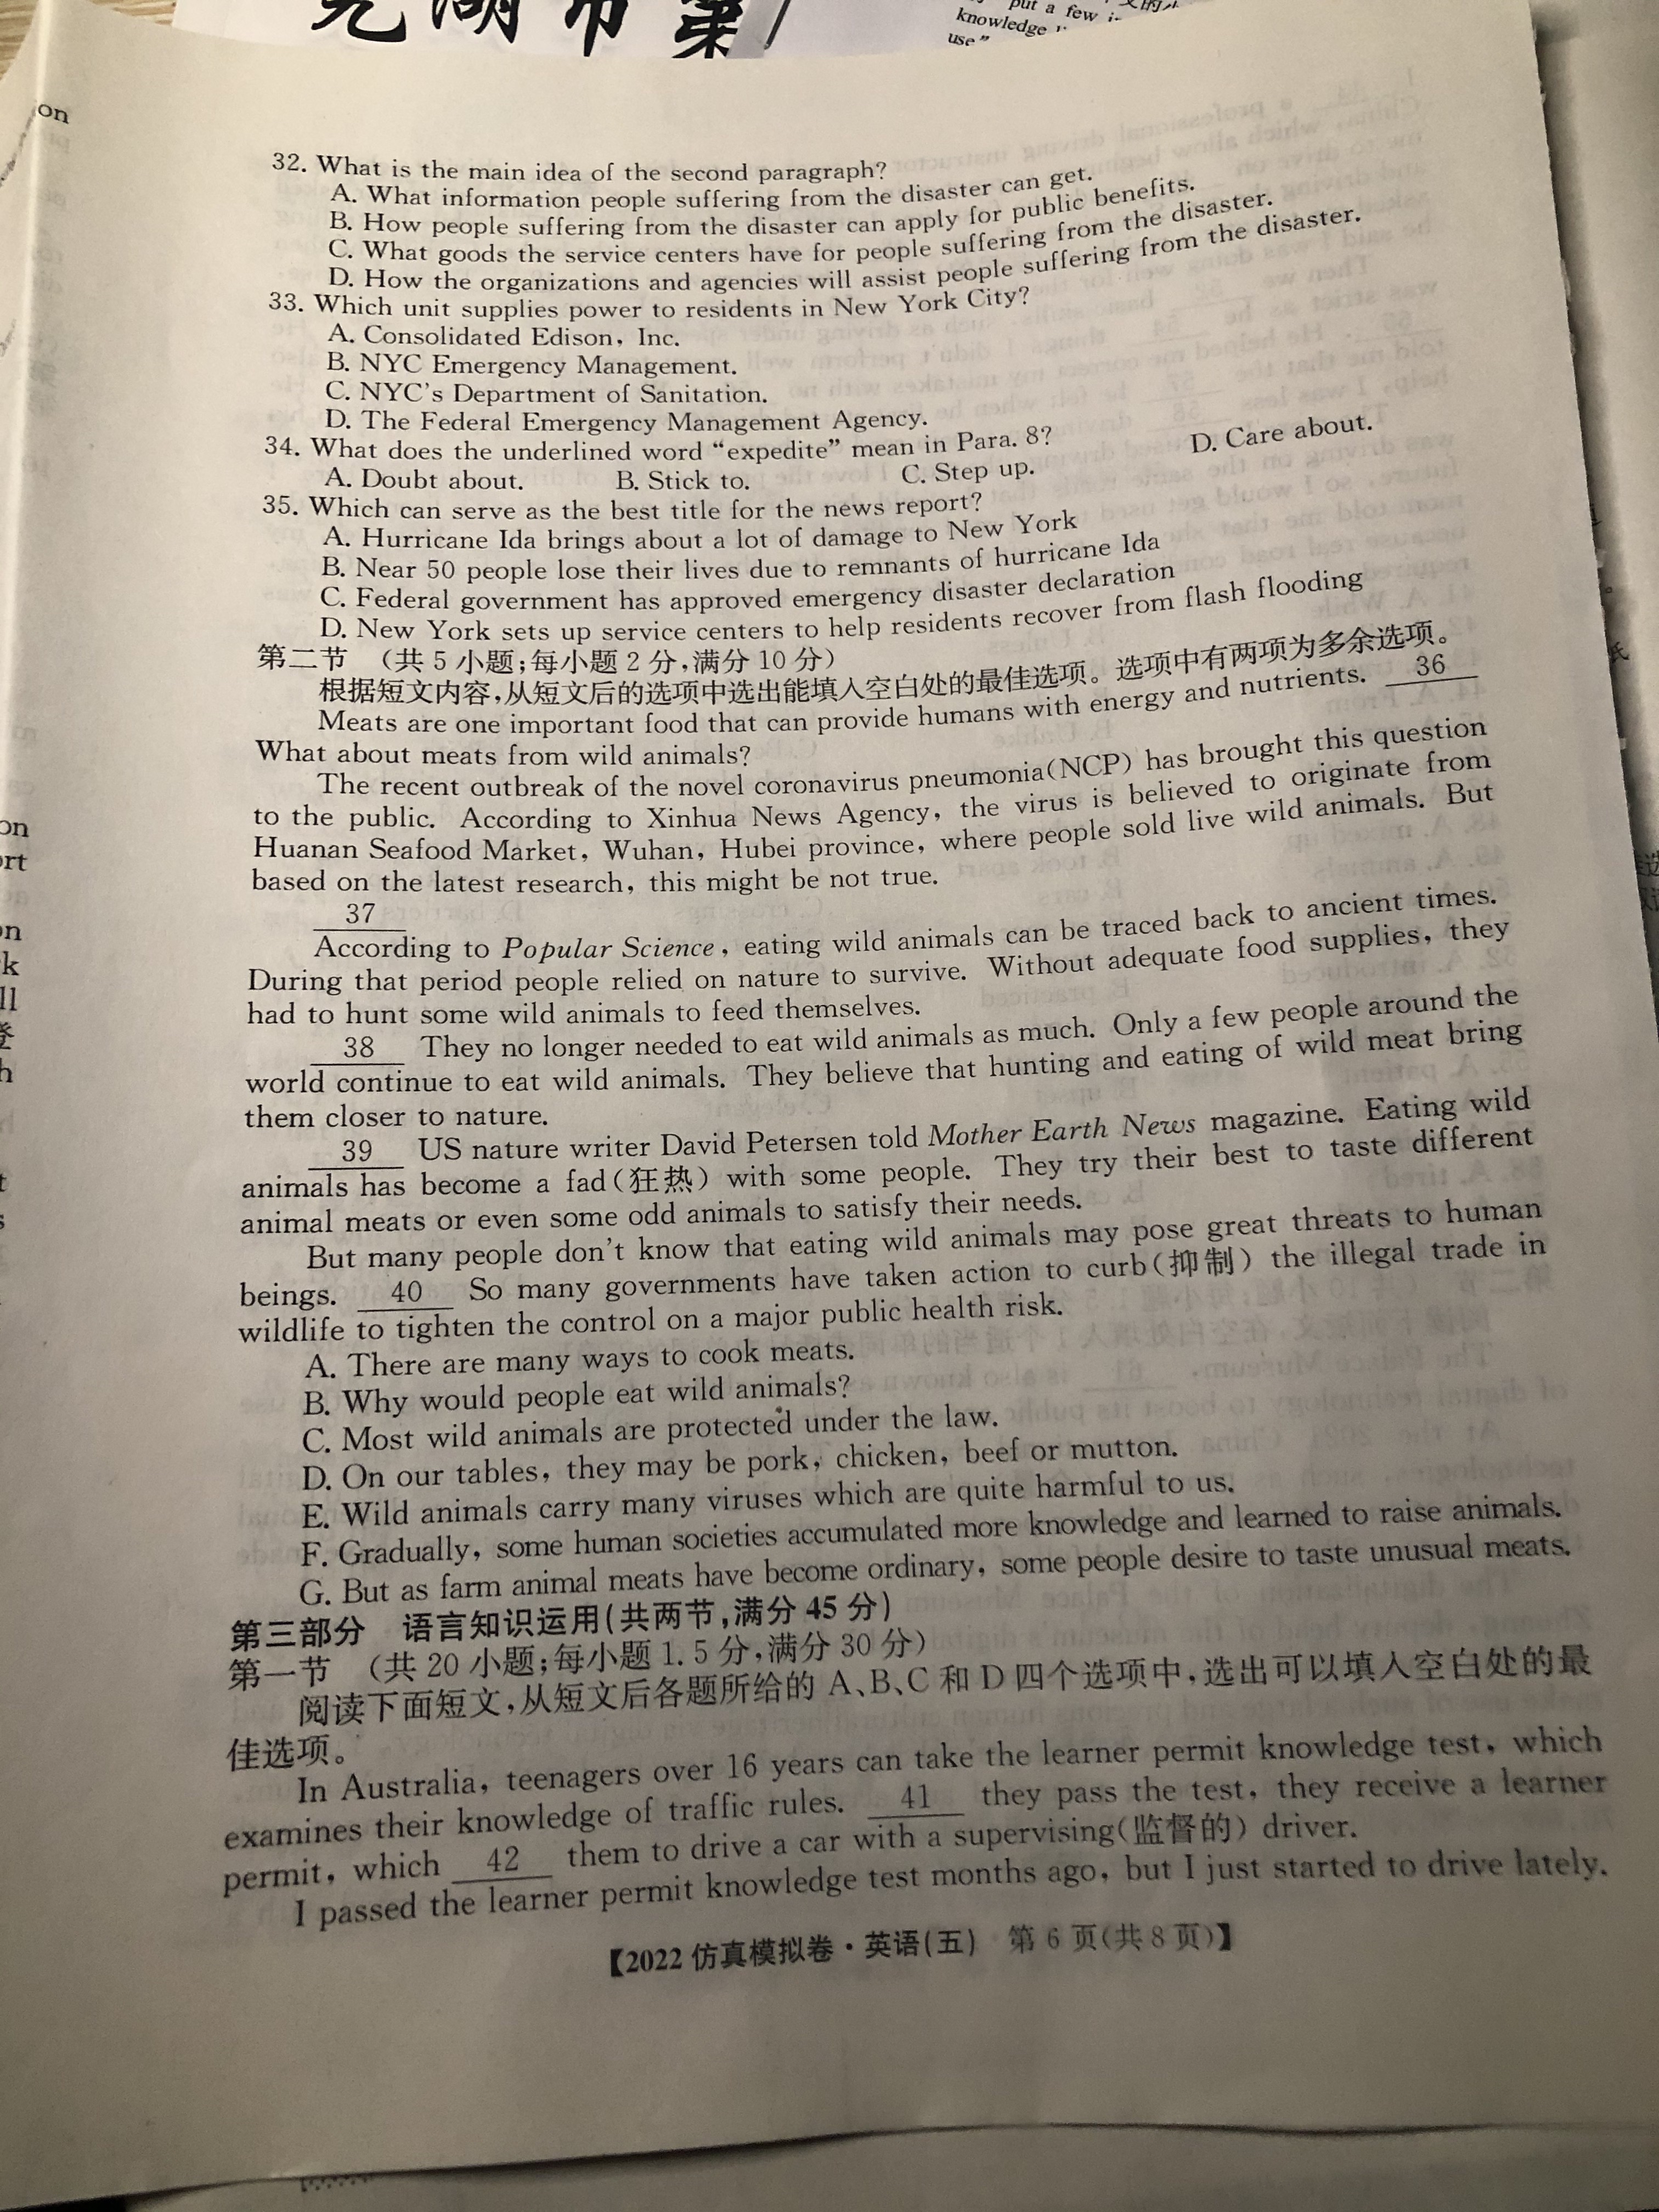 芜湖市第
put a few
knowledge
use"
on
32. What is the main idea of the second paragraph?
A. What information people suffering from the disaster can get.
B. How people suffering from the disaster can apply for public benefits.
C. What goods the service centers have for people suffering from the disaster.
D. How the organizations and agencies will assist people suffering from the disaster.
33. Which unit supplies power to residents in New York City?
A. Consolidated Edison, Inc.
B. NYC Emergency Management.
C. NYC's Department of Sanitation.
D. The Federal Emergency Management Agency.
34. What does the underlined word "expedite" mean in Para. 8?
A. Doubt about. B. Stick to. C. Step up. D. Care about.
35. Which can serve as the best title for the news report?
A. Hurricane Ida brings about a lot of damage to New York
B. Near 50 people lose their lives due to remnants of hurricane Ida
C. Federal government has approved emergency disaster declaration
D. New York sets up service centers to help residents recover from flash flooding
第二节 (共5小题;每小题2分,满分10分)
根据短文内容,从短文后的选项中选出能填入空白处的最佳选项。选项中有两项为多余选项。
Meats are one important food that can provide humans with energy and nutrients. 36
What about meats from wild animals?
The recent outbreak of the novel coronavirus pneumonia(NCP) has brought this question
to the public. According to Xinhua News Agency, the virus is believed to originate from
Huanan Seafood Market, Wuhan, Hubei province, where people sold live wild animals. But
based on the latest research, this might be not true.
37
According to Popular Science, eating wild animals can be traced back to ancient times.
During that period people relied on nature to survive. Without adequate food supplies, they
had to hunt some wild animals to feed themselves.
38 They no longer needed to eat wild animals as much. Only a few people around the
world continue to eat wild animals. They believe that hunting and eating of wild meat bring
them closer to nature.
39 US nature writer David Petersen told Mother Earth News magazine. Eating wild
animals has become a fad(狂热) with some people. They try their best to taste different
animal meats or even some odd animals to satisfy their needs.
But many people don't know that eating wild animals may pose great threats to human
beings. 40 So many governments have taken action to curb(抑制) the illegal trade in
wildlife to tighten the control on a major public health risk.
A. There are many ways to cook meats.
B. Why would people eat wild animals?
C. Most wild animals are protected under the law.
D. On our tables, they may be pork, chicken, beef or mutton.
E. Wild animals carry many viruses which are quite harmful to us.
F. Gradually, some human societies accumulated more knowledge and learned to raise animals.
G. But as farm animal meats have become ordinary, some people desire to taste unusual meats.
第三部分 语言知识运用(共两节,满分45分)
第一节 (共20小题;每小题1.5分,满分30分)
阅读下面短文,从短文后各题所给的A、B、C和D四个选项中,选出可以填入空白处的最
佳选项。
In Australia, teenagers over 16 years can take the learner permit knowledge test, which
examines their knowledge of traffic rules. 41 they pass the test, they receive a learner
permit, which 42 them to drive a car with a supervising(监督的) driver.
I passed the learner permit knowledge test months ago, but I just started to drive lately.
【2022仿真模拟卷·英语(五) 第6页(共8页)】